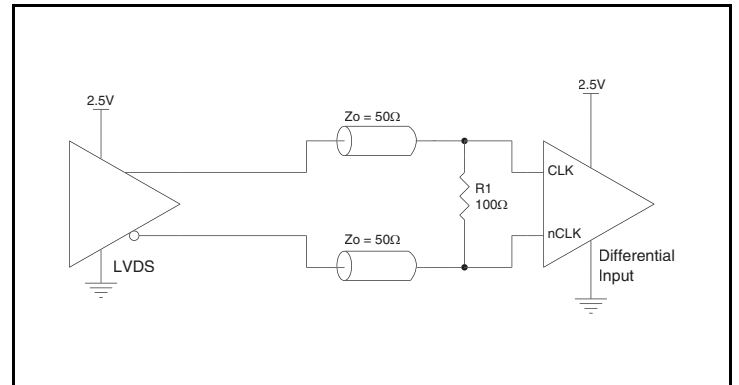 2.5V
2.5V
Zo = 50Ω
CLK
R1
100Ω
Zo = 50Ω
nCLK
LVDS
Differential
Input